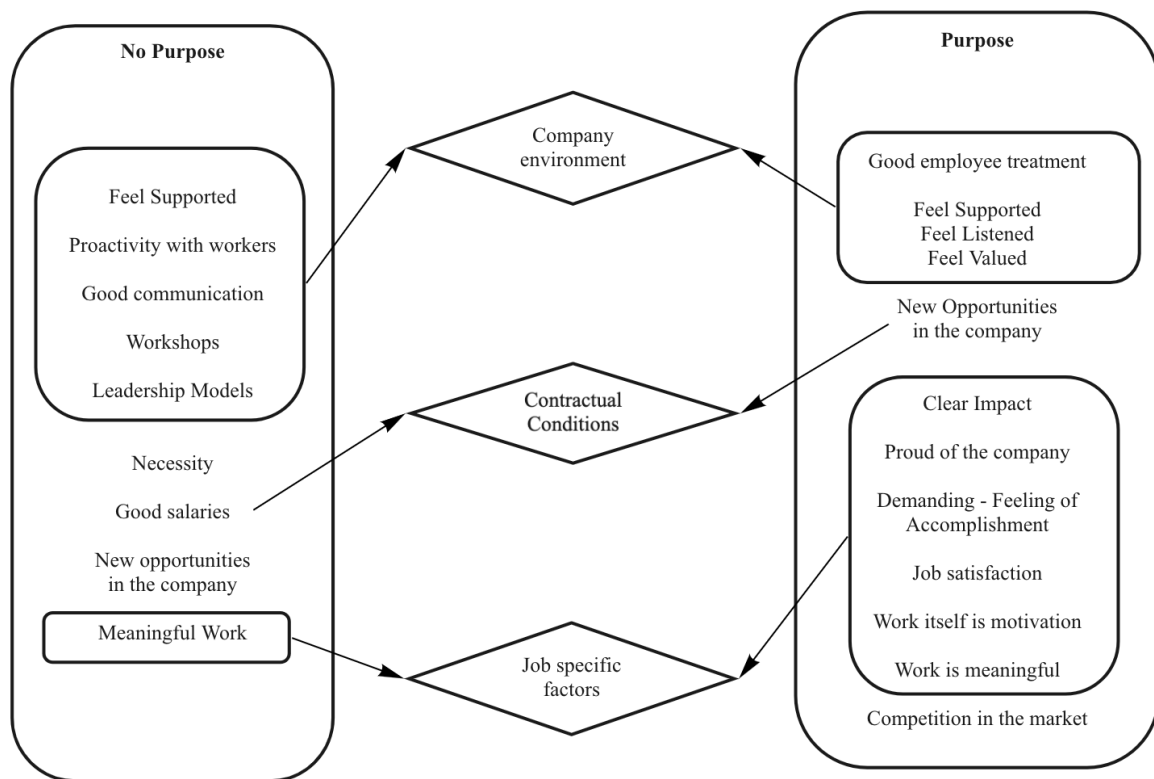 No Purpose
Feel Supported
Proactivity with workers
Good communication
Workshops
Leadership Models
Necessity
Good salaries
New opportunities
in the company
Meaningful Work
Company
environment
Contractual
Conditions
Job specific
factors
Purpose
Good employee treatment
Feel Supported
Feel Listened
Feel Valued
New Opportunities
in the company
Clear Impact
Proud of the company
Demanding - Feeling of
Accomplishment
Job satisfaction
Work itself is motivation
Work is meaningful
Competition in the market